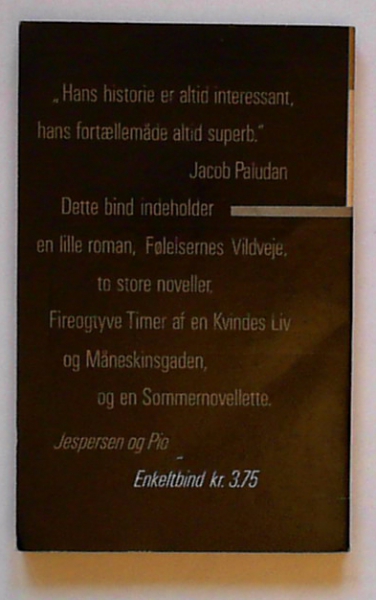 „Hans historie er altid interessant,
hans fortællemåde altid superb."
Jacob Paludan
Dette bind indeholder
en lille roman, Følelsernes Vildveje,
to store noveller,
Fireogtyve Timer af en Kvindes Liv
og Måneskinsgaden,
og en Sommernovellette.
Jespersen og Pio
Enkeltbind kr. 3.75